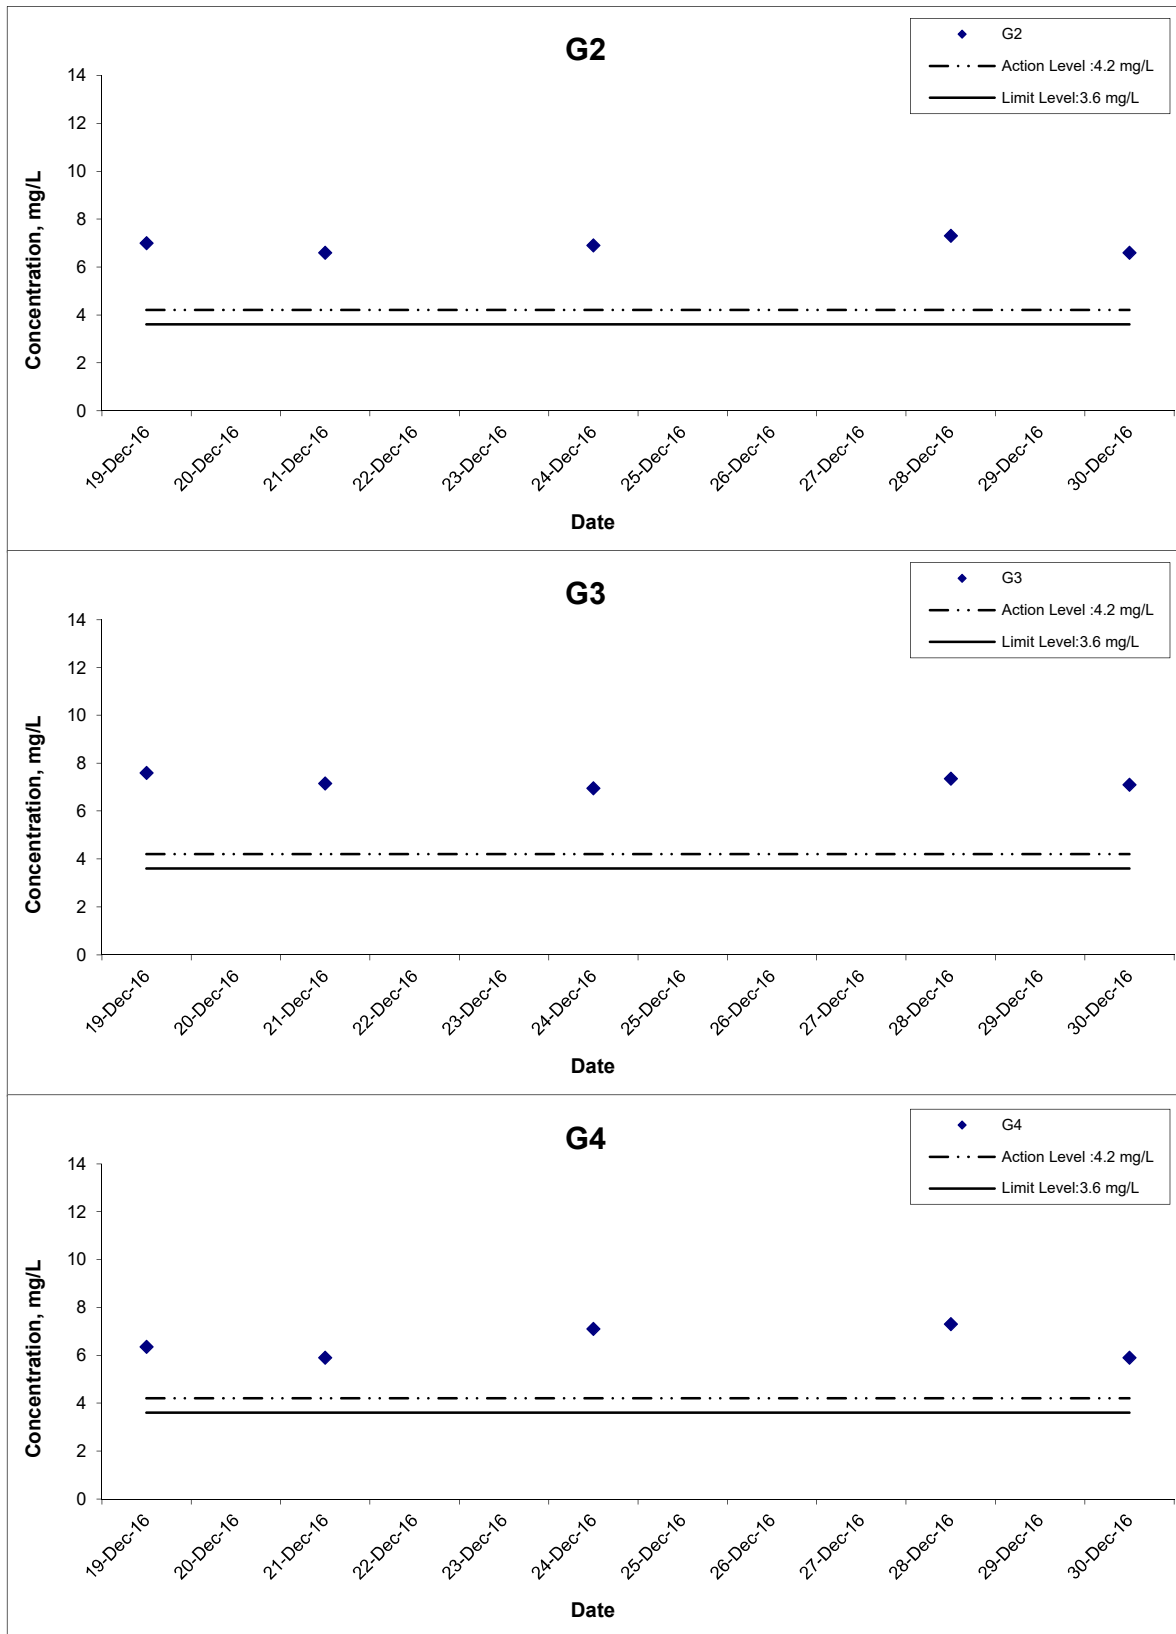 G2
G2
Action Level :4.2 mg/L
Limit Level:3.6 mg/L
Concentration, mg/L
14
12
10
8
6
4
2
0
19-Dec-16
20-Dec-16
21-Dec-16
22-Dec-16
23-Dec-16
24-Dec-16
25-Dec-16
26-Dec-16
27-Dec-16
28-Dec-16
29-Dec-16
30-Dec-16
Date
G3
G3
Action Level :4.2 mg/L
Limit Level:3.6 mg/L
Concentration, mg/L
14
12
10
8
6
4
2
0
19-Dec-16
20-Dec-16
21-Dec-16
22-Dec-16
23-Dec-16
24-Dec-16
25-Dec-16
26-Dec-16
27-Dec-16
28-Dec-16
29-Dec-16
30-Dec-16
Date
G4
G4
Action Level :4.2 mg/L
Limit Level:3.6 mg/L
Concentration, mg/L
14
12
10
8
6
4
2
0
19-Dec-16
20-Dec-16
21-Dec-16
22-Dec-16
23-Dec-16
24-Dec-16
25-Dec-16
26-Dec-16
27-Dec-16
28-Dec-16
29-Dec-16
30-Dec-16
Date